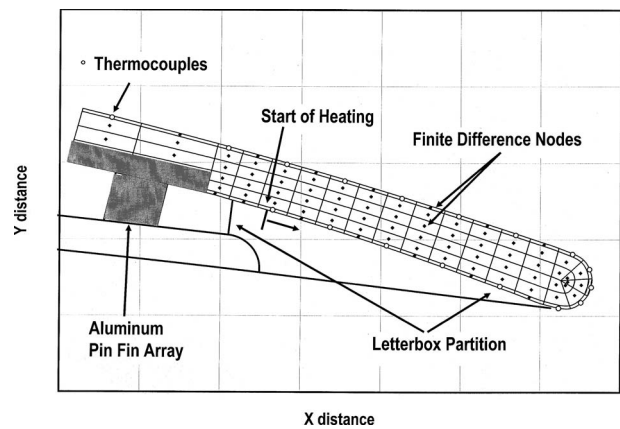 Thermocouples
Start of Heating
Finite Difference Nodes
Y distance
Aluminum
Pin Fin Array
Letterbox Partition
X distance